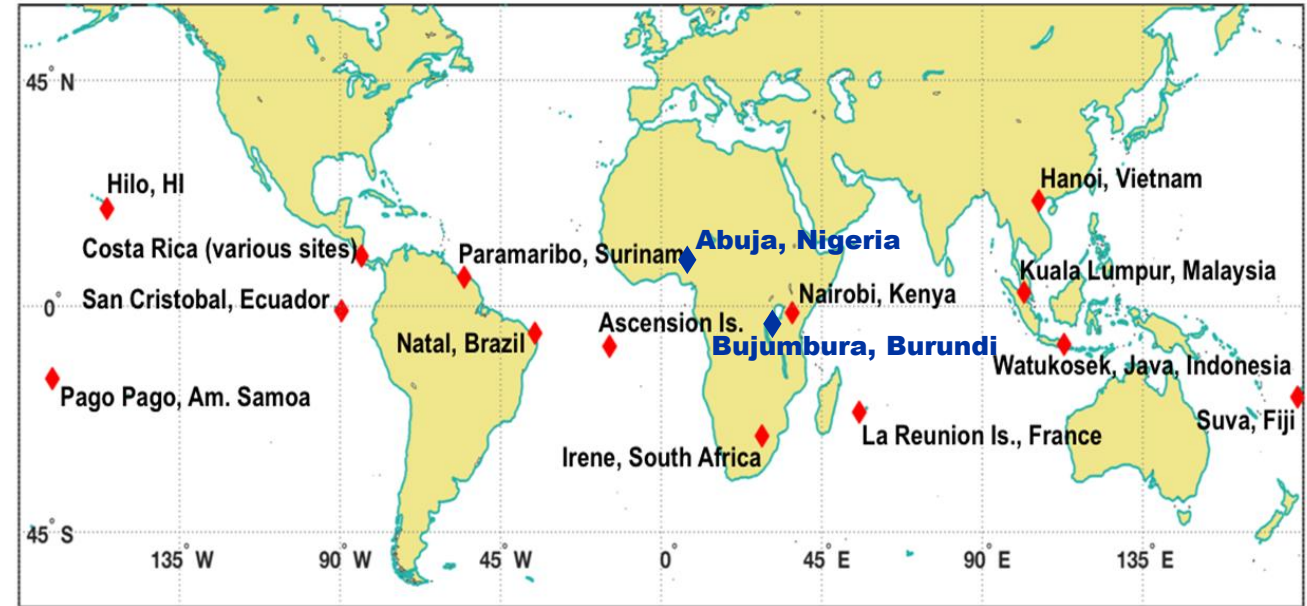 45° N
Hilo, HI
Hanoi, Vietnam
Costa Rica (various sites)
Paramaribo, Surinam
Abuja, Nigeria
Kuala Lumpur, Malaysia
San Cristobal, Ecuador
0°
Nairobi, Kenya
Ascension Is.
Natal, Brazil
Bujumbura, Burundi
Watukosek, Java, Indonesia
Pago Pago, Am. Samoa
Suva, Fiji
La Reunion Is., France
Irene, South Africa
45° S
135° W
90° W
45° W
0°
45° E
90° E
135° E